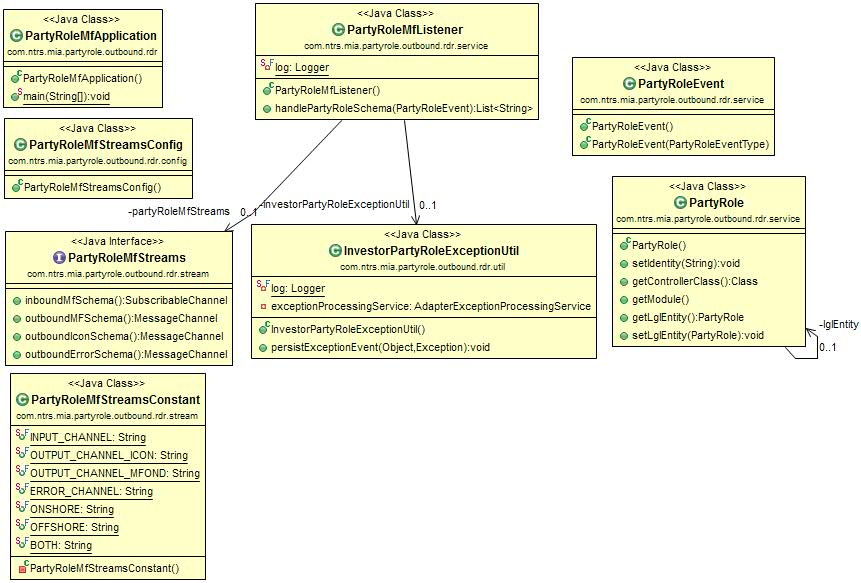 <<Java Class>>
PartyRoleMfApplication
com.ntrs.mia.partyrole.outbound.rdr
PartyRoleMfApplication()
main(String[]):void
<<Java Class>>
PartyRoleMfListener
com.ntrs.mia.partyrole.outbound.rdr.service
log: Logger
PartyRoleMfListener()
handlePartyRoleSchema(PartyRoleEvent):List<String>
<<Java Class>>
PartyRoleEvent
com.ntrs.mia.partyrole.outbound.rdr.service
PartyRoleEvent()
PartyRoleEvent(PartyRoleEventType)
<<Java Class>>
PartyRoleMfStreamsConfig
com.ntrs.mia.partyrole.outbound.rdr.config
PartyRoleMfStreamsConfig()
-partyRoleMfStreams
0..1
-investorPartyRoleExceptionUtil
0..1
<<Java Class>>
PartyRole
com.ntrs.mia.partyrole.outbound.rdr.service
PartyRole()
setIdentity(String):void
getControllerClass():Class
getModule()
getLglEntity():PartyRole
setLglEntity(PartyRole):void
-lglEntity
0..1
<<Java Interface>>
PartyRoleMfStreams
com.ntrs.mia.partyrole.outbound.rdr.stream
inboundMfSchema():SubscribableChannel
outboundMFSchema():MessageChannel
outboundIconSchema():MessageChannel
outboundErrorSchema():MessageChannel
<<Java Class>>
InvestorPartyRoleExceptionUtil
com.ntrs.mia.partyrole.outbound.rdr.util
log: Logger
exceptionProcessingService: AdapterExceptionProcessingService
InvestorPartyRoleExceptionUtil()
persistExceptionEvent(Object,Exception):void
<<Java Class>>
PartyRoleMfStreamsConstant
com.ntrs.mia.partyrole.outbound.rdr.stream
INPUT_CHANNEL: String
OUTPUT_CHANNEL_ICON: String
OUTPUT_CHANNEL_MFOND: String
ERROR_CHANNEL: String
ONSHORE: String
OFFSHORE: String
BOTH: String
PartyRoleMfStreamsConstant()